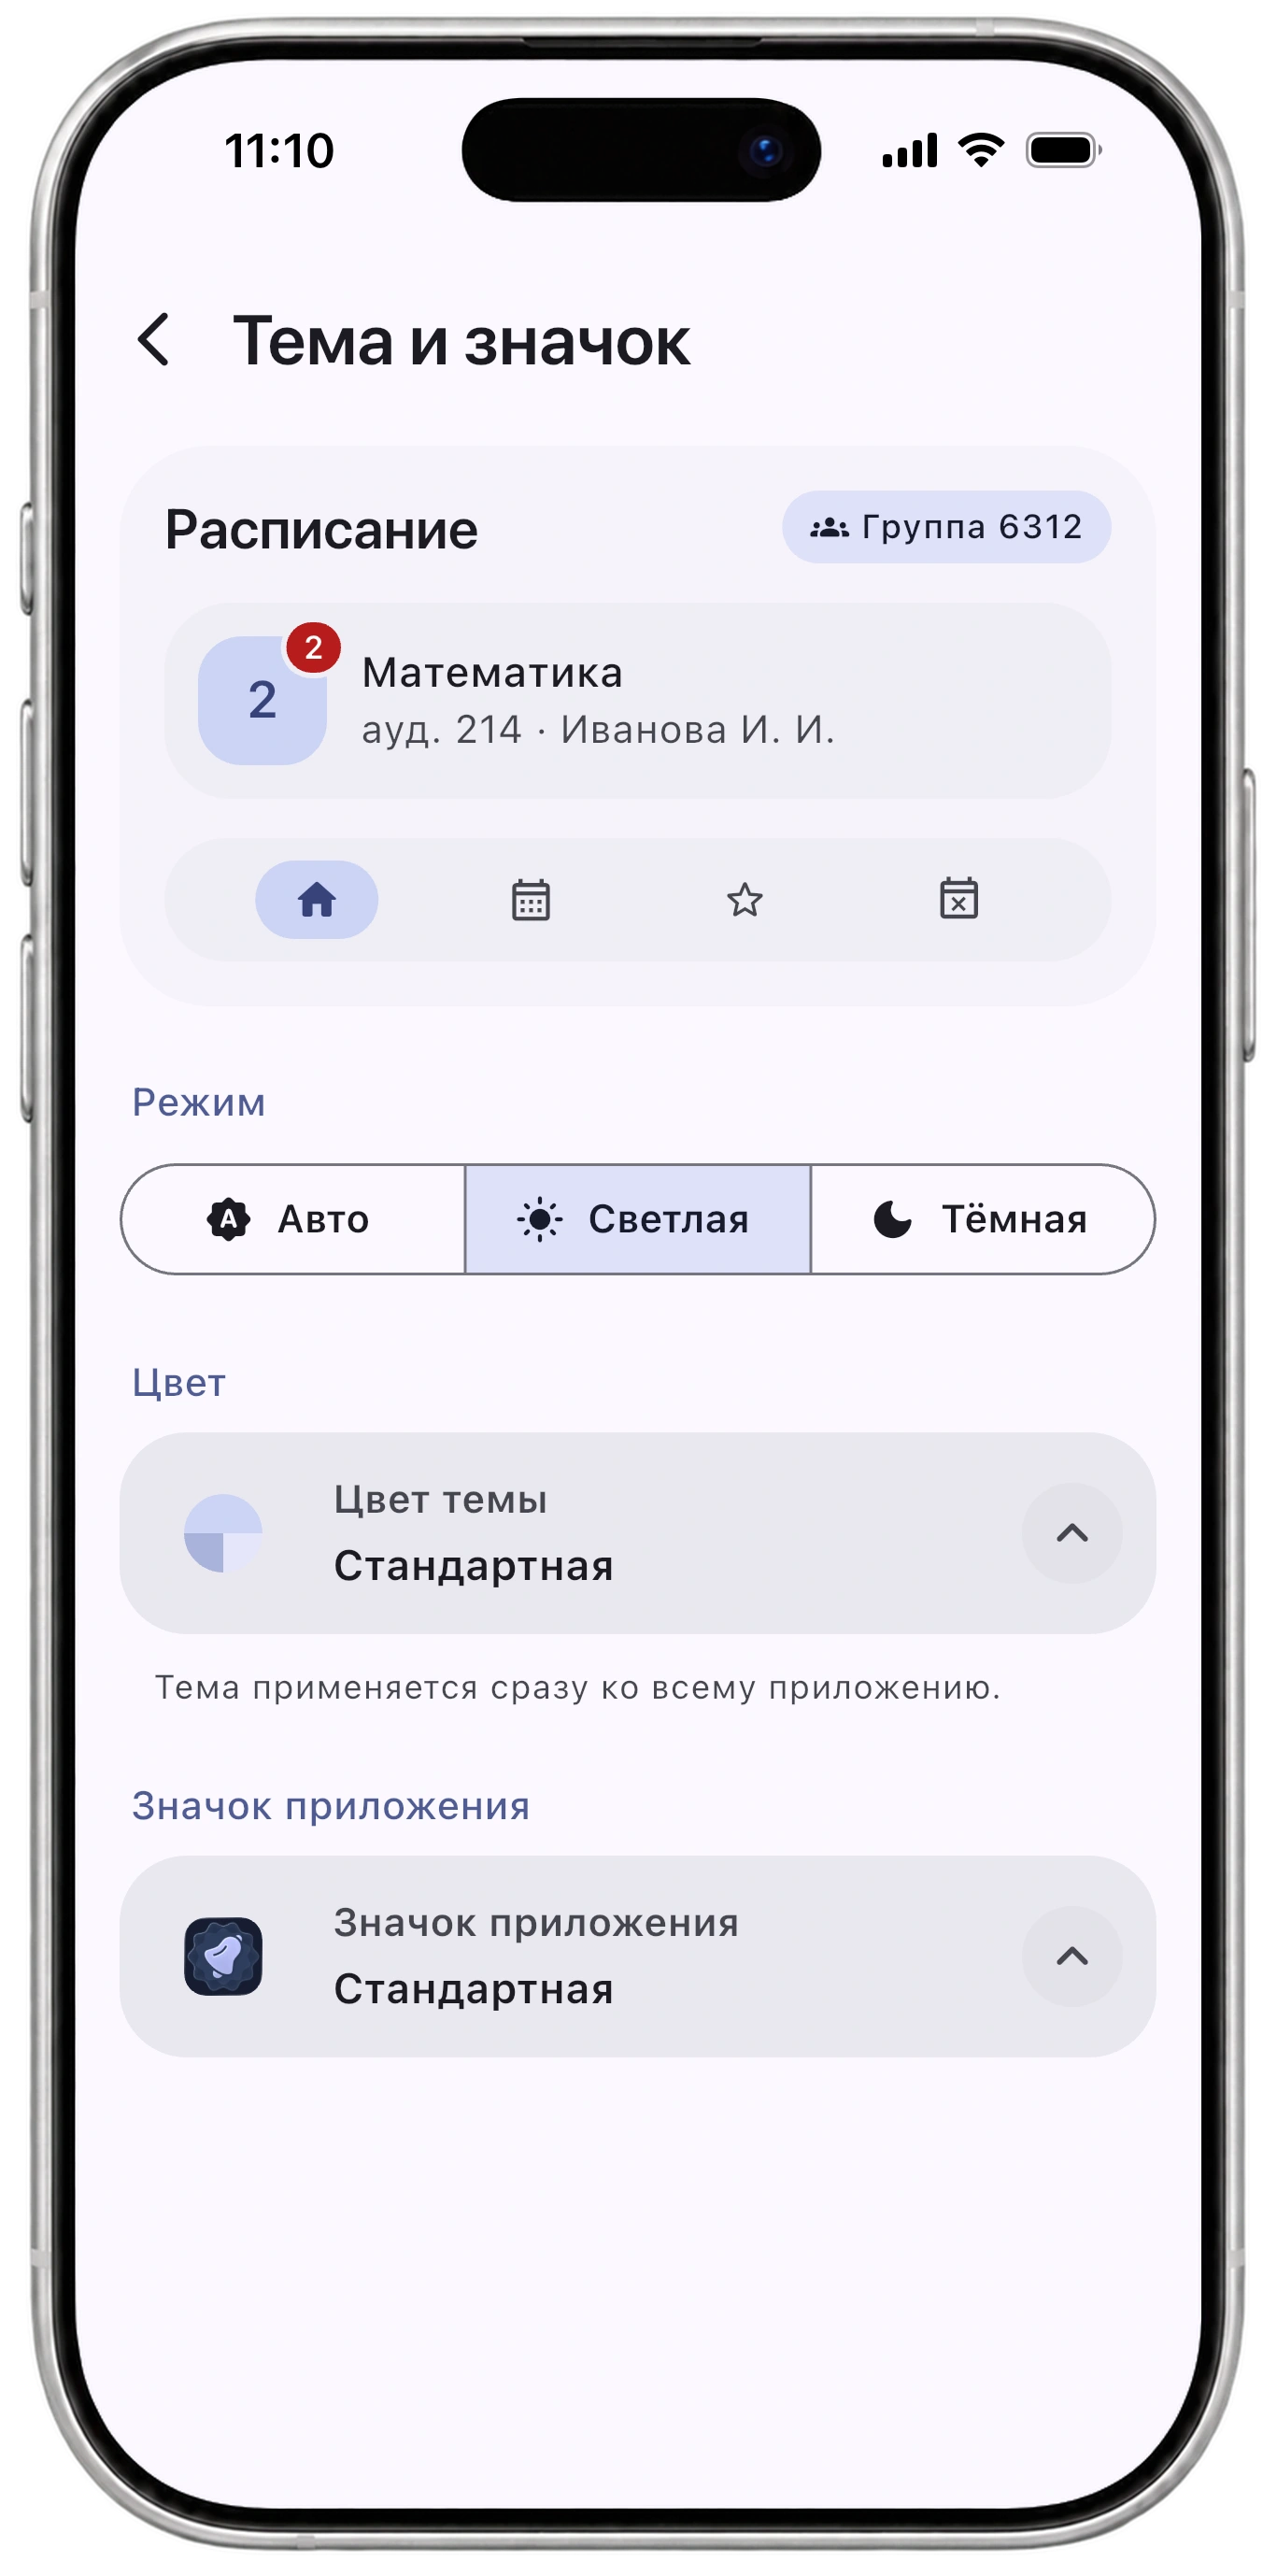 11:10
Тема и значок
Расписание
Группа 6312
2
2
Математика
ауд. 214 · Иванова И. И.
Режим
Авто
Светлая
Тёмная
Цвет
Цвет темы
Стандартная
Тема применяется сразу ко всему приложению.
Значок приложения
Значок приложения
Стандартная